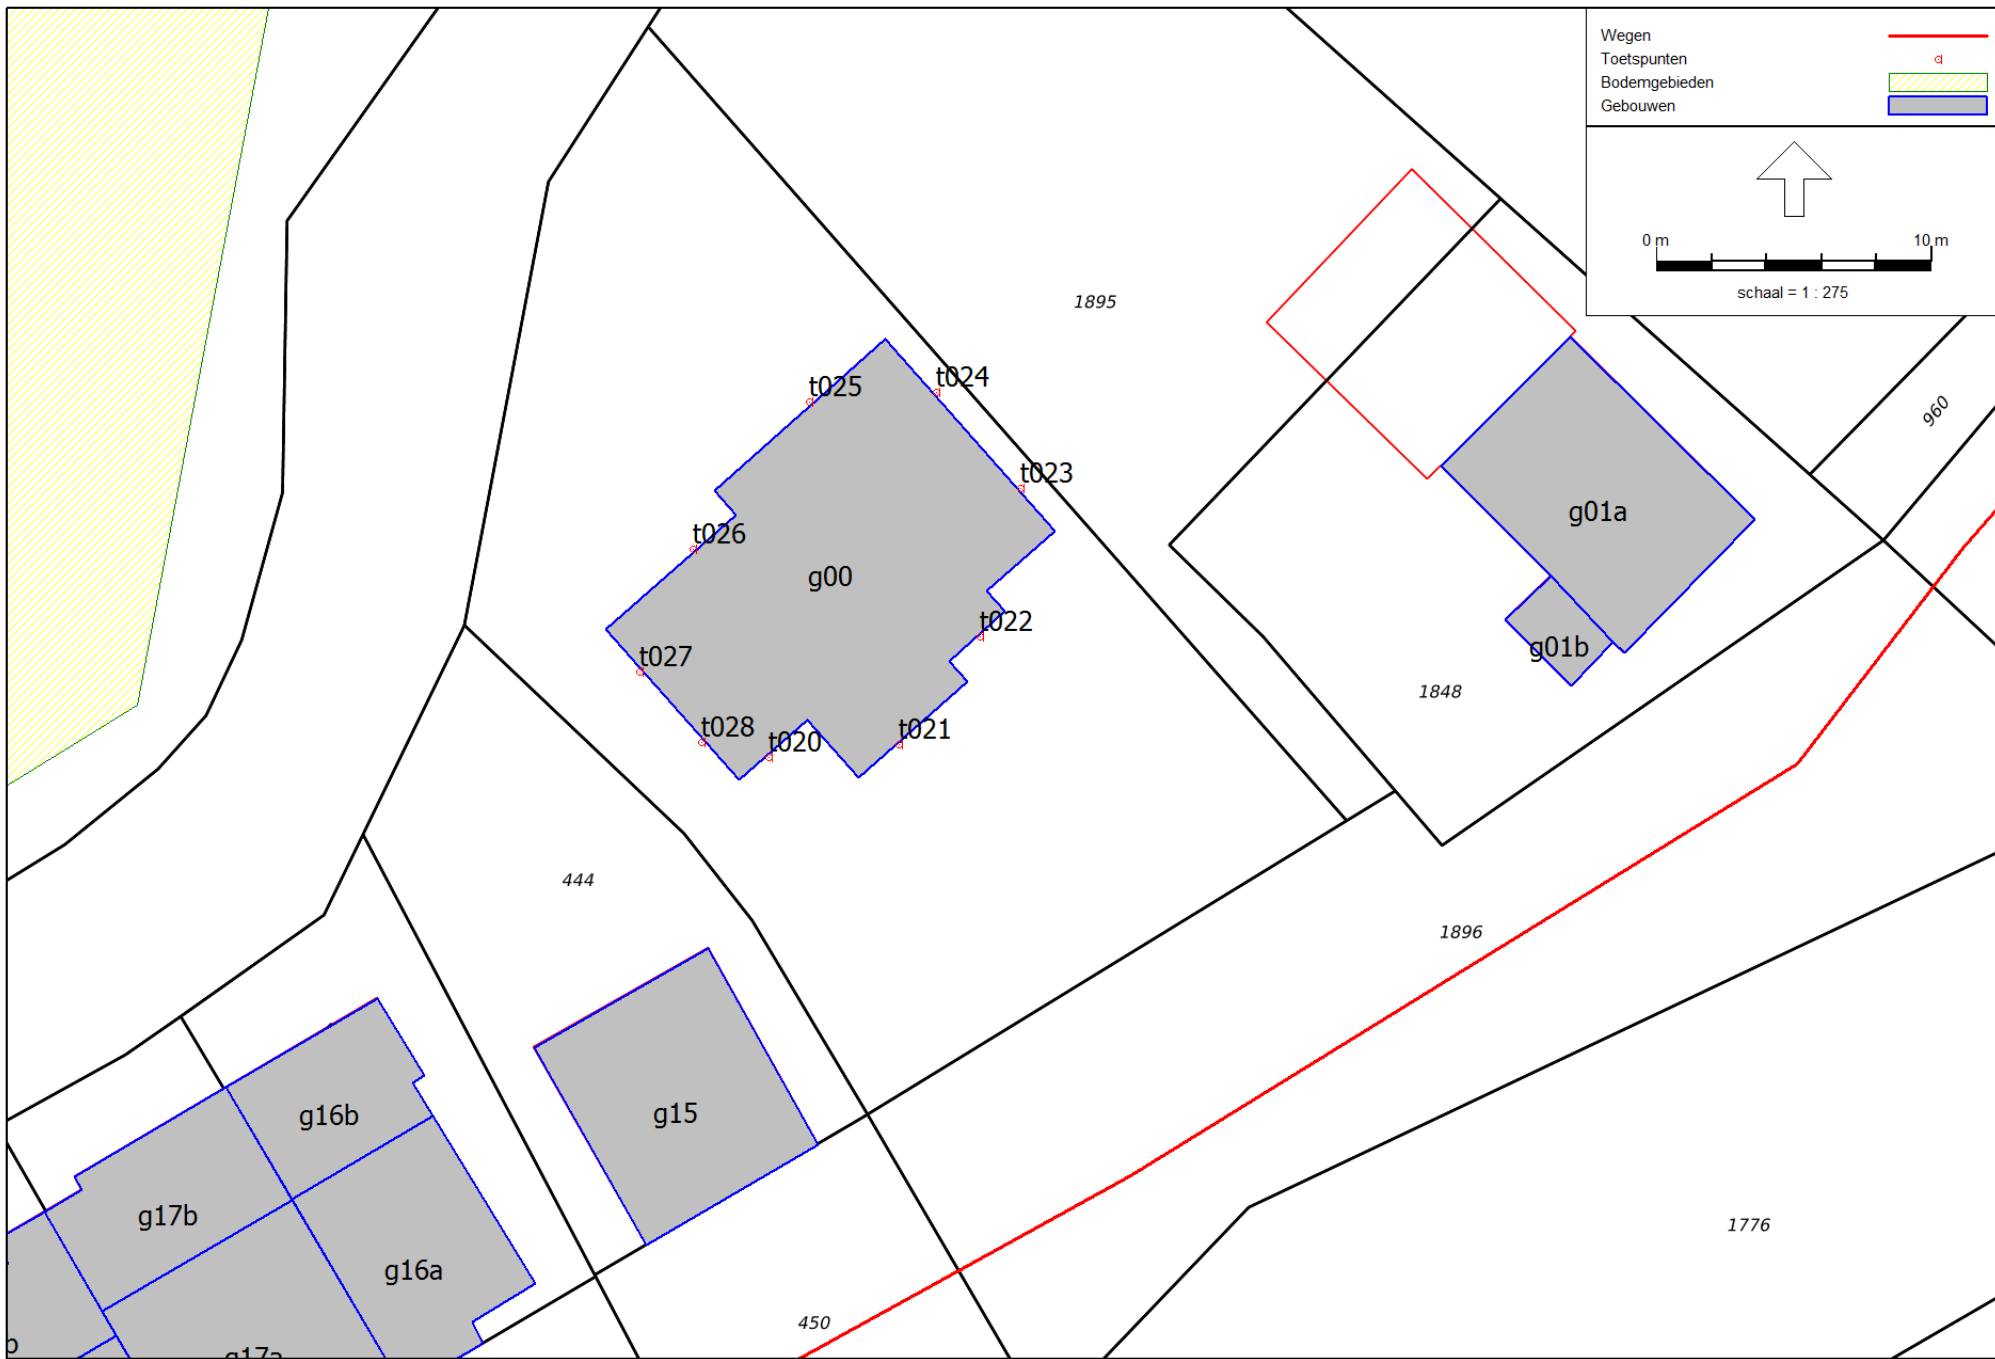 Wegen
Toetspunten
Bodemgebieden
Gebouwen
0 m 10 m
schaal = 1 : 275
1895
t025
t024
960
t023
g01a
t026
g00
t022
g01b
t027
1848
t028
t020
t021
444
1896
g15
g16b
g17b
1776
g16a
450
g17a